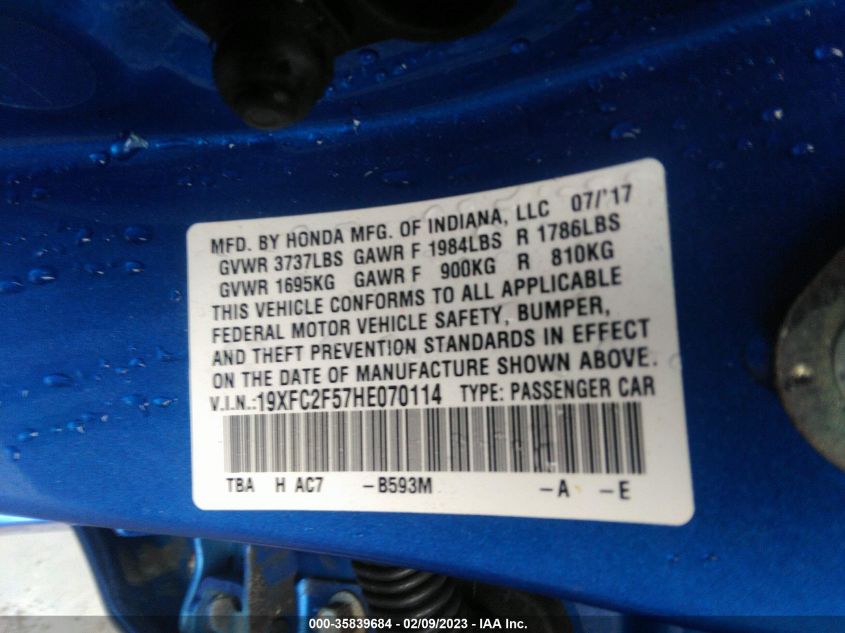 MFD. BY HONDA MFG. OF INDIANA, LLC 07/'17
GVWR 3737LBS GAWR F 1984LBS R 1786LBS
GVWR 1695KG GAWR F 900KG R 810KG
THIS VEHICLE CONFORMS TO ALL APPLICABLE
FEDERAL MOTOR VEHICLE SAFETY, BUMPER,
AND THEFT PREVENTION STANDARDS IN EFFECT
ON THE DATE OF MANUFACTURE SHOWN ABOVE.
V.I.N.:19XFC2F57HE070114 TYPE: PASSENGER CAR
TBA H AC7 -B593M -A -E
000-35839684 - 02/09/2023 - IAA Inc.